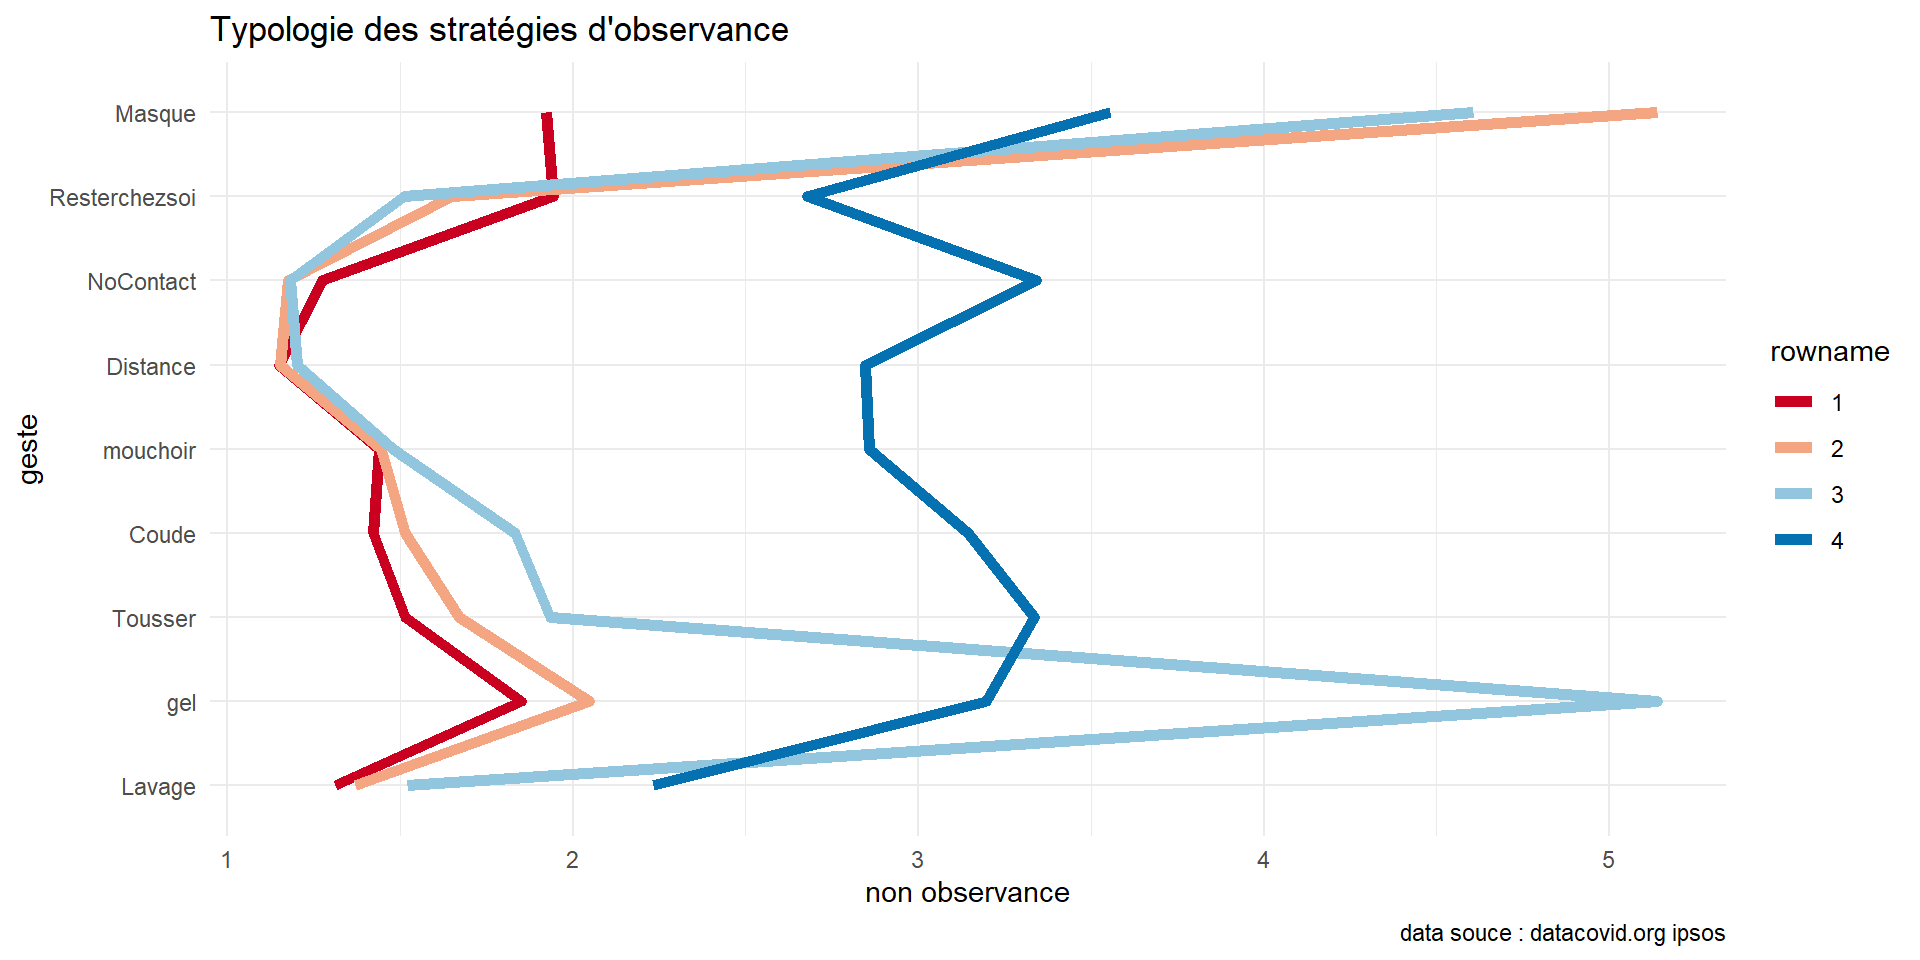 Typologie des stratégies d'observance
Masque
Resterchezsoi
NoContact
Distance
mouchoir
Coude
Tousser
gel
Lavage
geste
1
2
3
4
5
non observance
rowname
1
2
3
4
data souce : datacovid.org ipsos